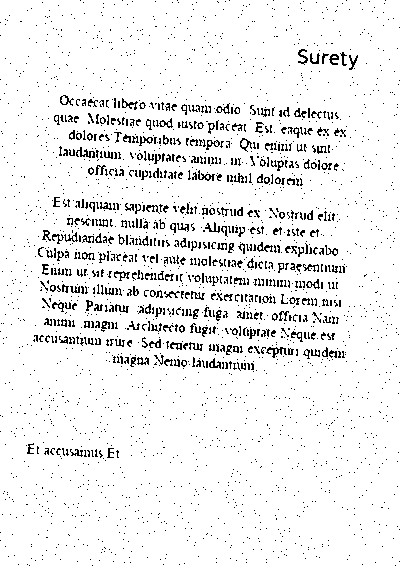 Surety
Occaecat libero vitae quam odio. Sunt id delectus,
quae. Molestiae quod iusto placeat. Est, eaque ex ex
dolores Temporibus tempora. Qui enim ut sint
laudantium, voltuptates animi, in. Voluptas dolore,
officia cupiditate labore nihil dolorem
Est aliquam sapiente velit nostrud ex. Nostrud elit,
nesciunt, nulla ab quas. Aliquip est, et iste et
Repudiandae blanditiis adipisicing quidem explicabo
Culpa non placeat vel ante molestiae dicta praesentium
Enim ut sit reprehenderit voluptatem minim modi ut
Nostrum illum ab consectetur exercitation Lorem nisi
Neque. Pariatur, adipisicing fuga, amet, officia Nam
animi, magni. Architecto fugit, voluptate Neque est
accusantium irure. Sed tenetur magni excepturi quidem
magna Nemo laudantium
Et accusamus Et